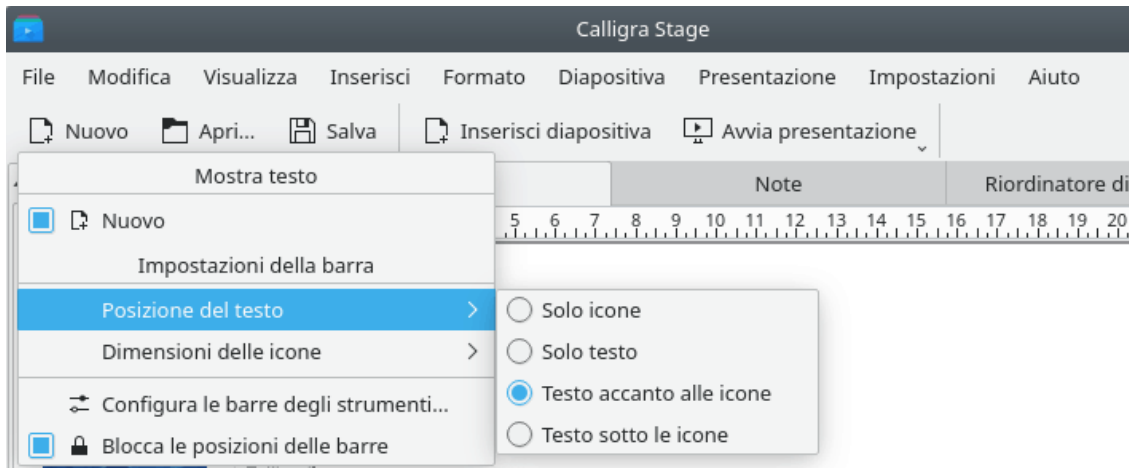 Calligra Stage
File Modifica Visualizza Inserisci Formato Diapositiva Presentazione Impostazioni Aiuto
Nuovo Apri... Salva Inserisci diapositiva Avvia presentazione
Mostra testo
Note Riordinatore di
Nuovo
5 6 7 8 9 10 11 12 13 14 15 16 17 18 19 20
Impostazioni della barra
Posizione del testo
Solo icone
Dimensioni delle icone
Solo testo
Testo accanto alle icone
Configura le barre degli strumenti...
Testo sotto le icone
Blocca le posizioni delle barre